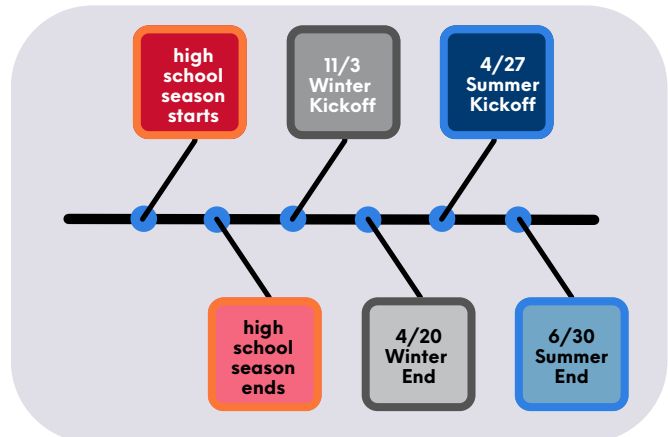 high
school
season
starts
11/3
Winter
Kickoff
4/27
Summer
Kickoff
high
school
season
ends
4/20
Winter
End
6/30
Summer
End